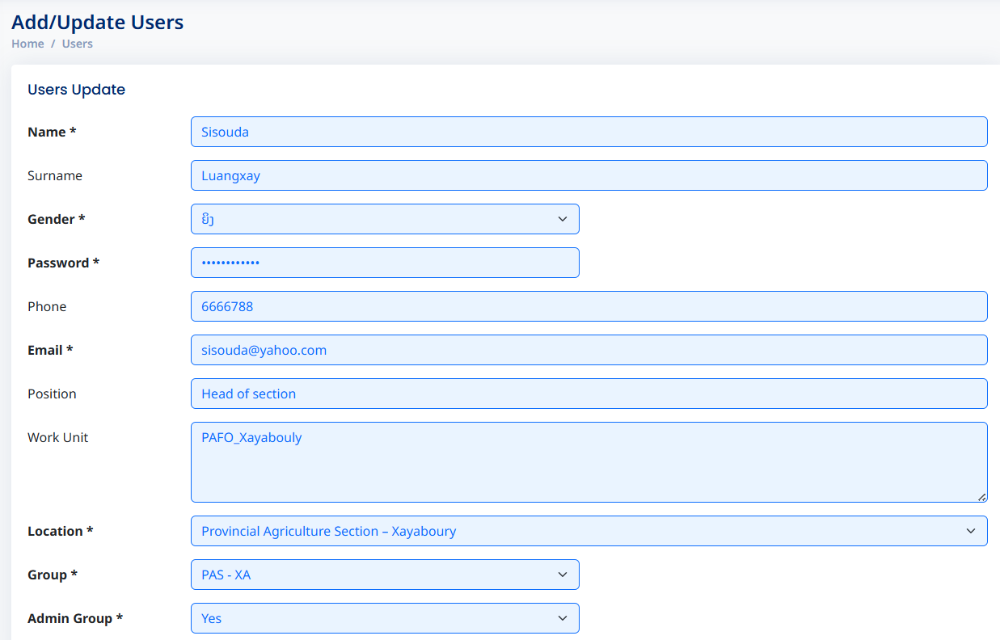 Add/Update Users
Home / Users
Users Update
Name * Sisouda
Surname Luangxay
Gender * ຍິງ
Password * ••••••••••••
Phone 6666788
Email * sisouda@yahoo.com
Position Head of section
Work Unit PAFO_Xayabouly
Location * Provincial Agriculture Section – Xayaboury
Group * PAS - XA
Admin Group * Yes